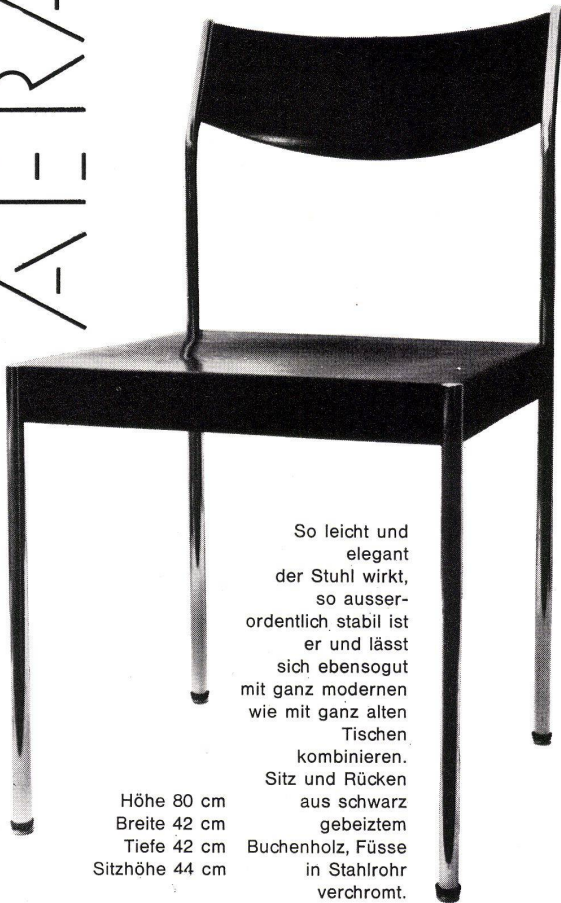 AERA
So leicht und
elegant
der Stuhl wirkt,
so ausser-
ordentlich stabil ist
er und lässt
sich ebensogut
mit ganz modernen
wie mit ganz alten
Tischen
kombinieren.
Sitz und Rücken
aus schwarz
gebeiztem
Buchenholz, Füsse
in Stahlrohr
verchromt.
Höhe 80 cm
Breite 42 cm
Tiefe 42 cm
Sitzhöhe 44 cm